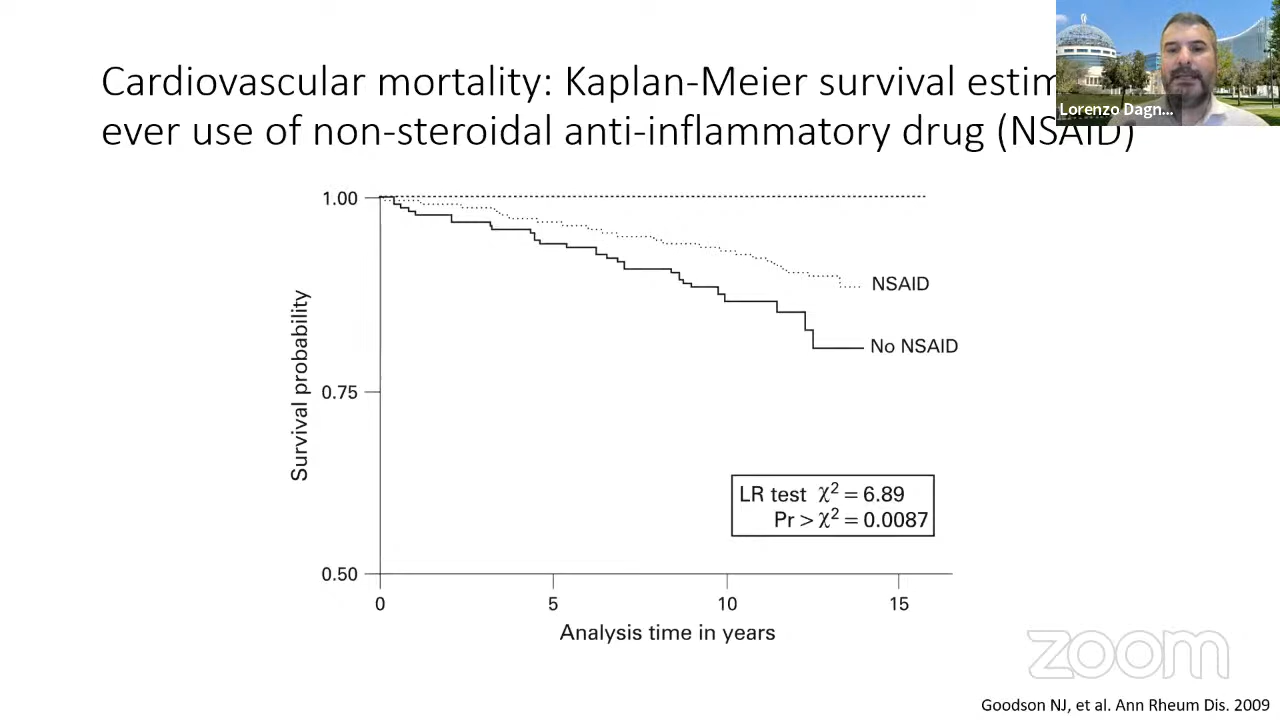 Cardiovascular mortality: Kaplan-Meier survival estim
ever use of non-steroidal anti-inflammatory drug (NSAID)
Lorenzo Dagn...
1.00
NSAID
No NSAID
Survival probability
0.75
LR test χ² = 6.89
Pr > χ² = 0.0087
0.50
0 5 10 15
Analysis time in years
zoom
Goodson NJ, et al. Ann Rheum Dis. 2009